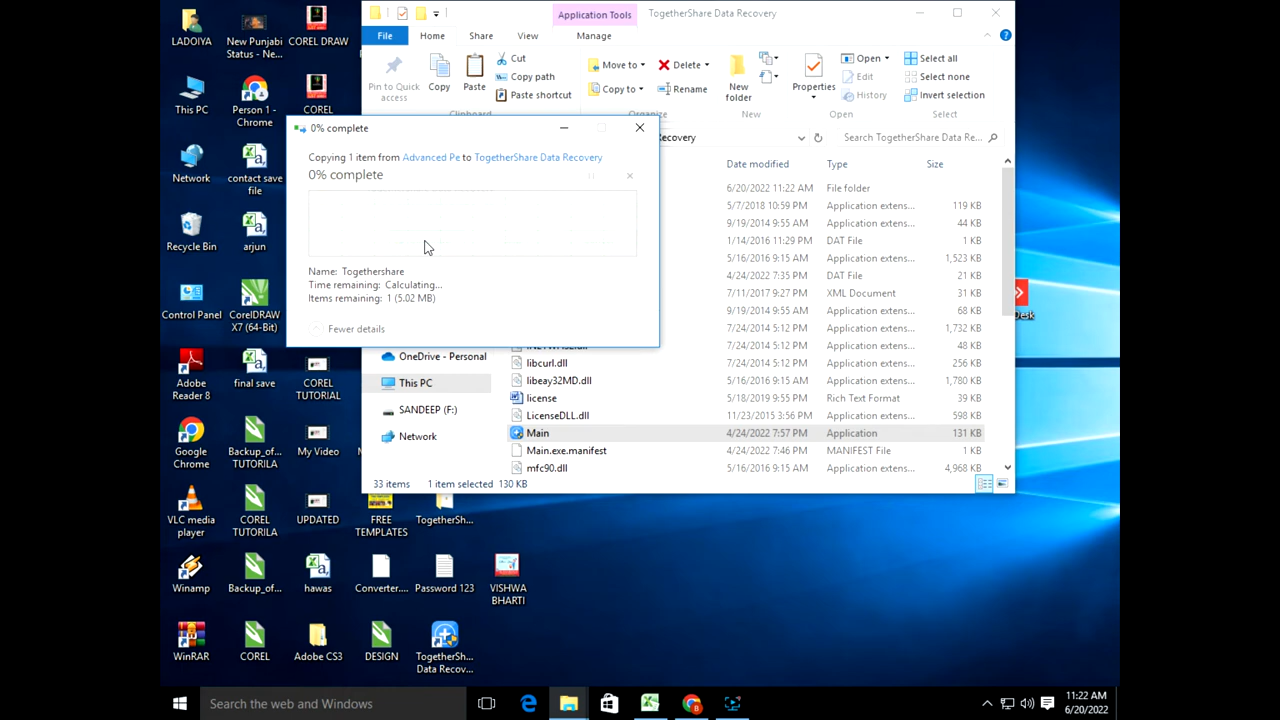 LADOIYA
New Punjabi
Status - Ne...
COREL DRAW
This PC
Person 1 -
Chrome
COREL
Network
contact save
file
Recycle Bin
arjun
Control Panel
CorelDRAW
X7 (64-Bit)
Adobe
Reader 8
final save
COREL
TUTORIAL
Google
Chrome
Backup_of...
TUTORILA
My Video
VLC media
player
COREL
TUTORILA
UPDATED
FREE
TEMPLATES
TogetherSh...
Winamp
Backup_of...
hawas
Converter....
Password 123
VISHWA
BHARTI
WinRAR
COREL
Adobe CS3
DESIGN
TogetherSh...
Data Recov...
Desk
Application Tools
TogetherShare Data Recovery
File
Home
Share
View
Manage
Pin to Quick
access
Copy
Paste
Cut
Copy path
Paste shortcut
Clipboard
Move to
Copy to
Delete
Rename
Organize
New
folder
New
Properties
Open
Edit
History
Open
Select all
Select none
Invert selection
Select
Recovery
Search TogetherShare Data Re...
Date modified Type Size
6/20/2022 11:22 AM File folder
5/7/2018 10:59 PM Application extens... 119 KB
9/19/2014 9:15 AM Application extens... 44 KB
1/14/2016 11:29 PM DAT File 1 KB
5/16/2016 9:15 AM Application extens... 1,523 KB
4/24/2022 7:35 PM DAT File 21 KB
7/11/2017 9:27 PM XML Document 31 KB
9/19/2014 9:15 AM Application extens... 68 KB
7/24/2014 5:12 PM Application extens... 1,732 KB
7/24/2014 5:12 PM Application extens... 48 KB
libcurl.dll 7/24/2014 5:12 PM Application extens... 256 KB
libeay32MD.dll 5/16/2016 9:15 AM Application extens... 1,780 KB
license 5/18/2019 9:55 PM Rich Text Format 39 KB
LicenseDLL.dll 11/23/2015 3:56 PM Application extens... 598 KB
Main 4/24/2022 7:57 PM Application 131 KB
Main.exe.manifest 4/24/2022 7:46 PM MANIFEST File 1 KB
mfc90.dll 5/16/2016 9:15 AM Application extens... 4,968 KB
OneDrive - Personal
This PC
SANDEEP (F:)
Network
33 items 1 item selected 130 KB
0% complete
Copying 1 item from Advanced Pe to TogetherShare Data Recovery
0% complete
Name: Togethershare
Time remaining: Calculating...
Items remaining: 1 (5.02 MB)
Fewer details
Search the web and Windows
11:22 AM
6/20/2022